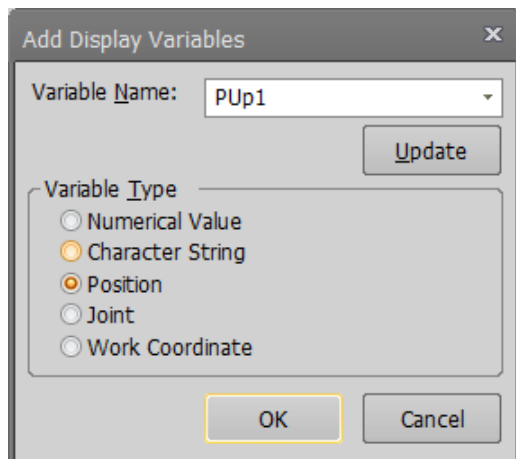 Add Display Variables
Variable Name: PUp1
Update
Variable Type
Numerical Value
Character String
Position
Joint
Work Coordinate
OK Cancel